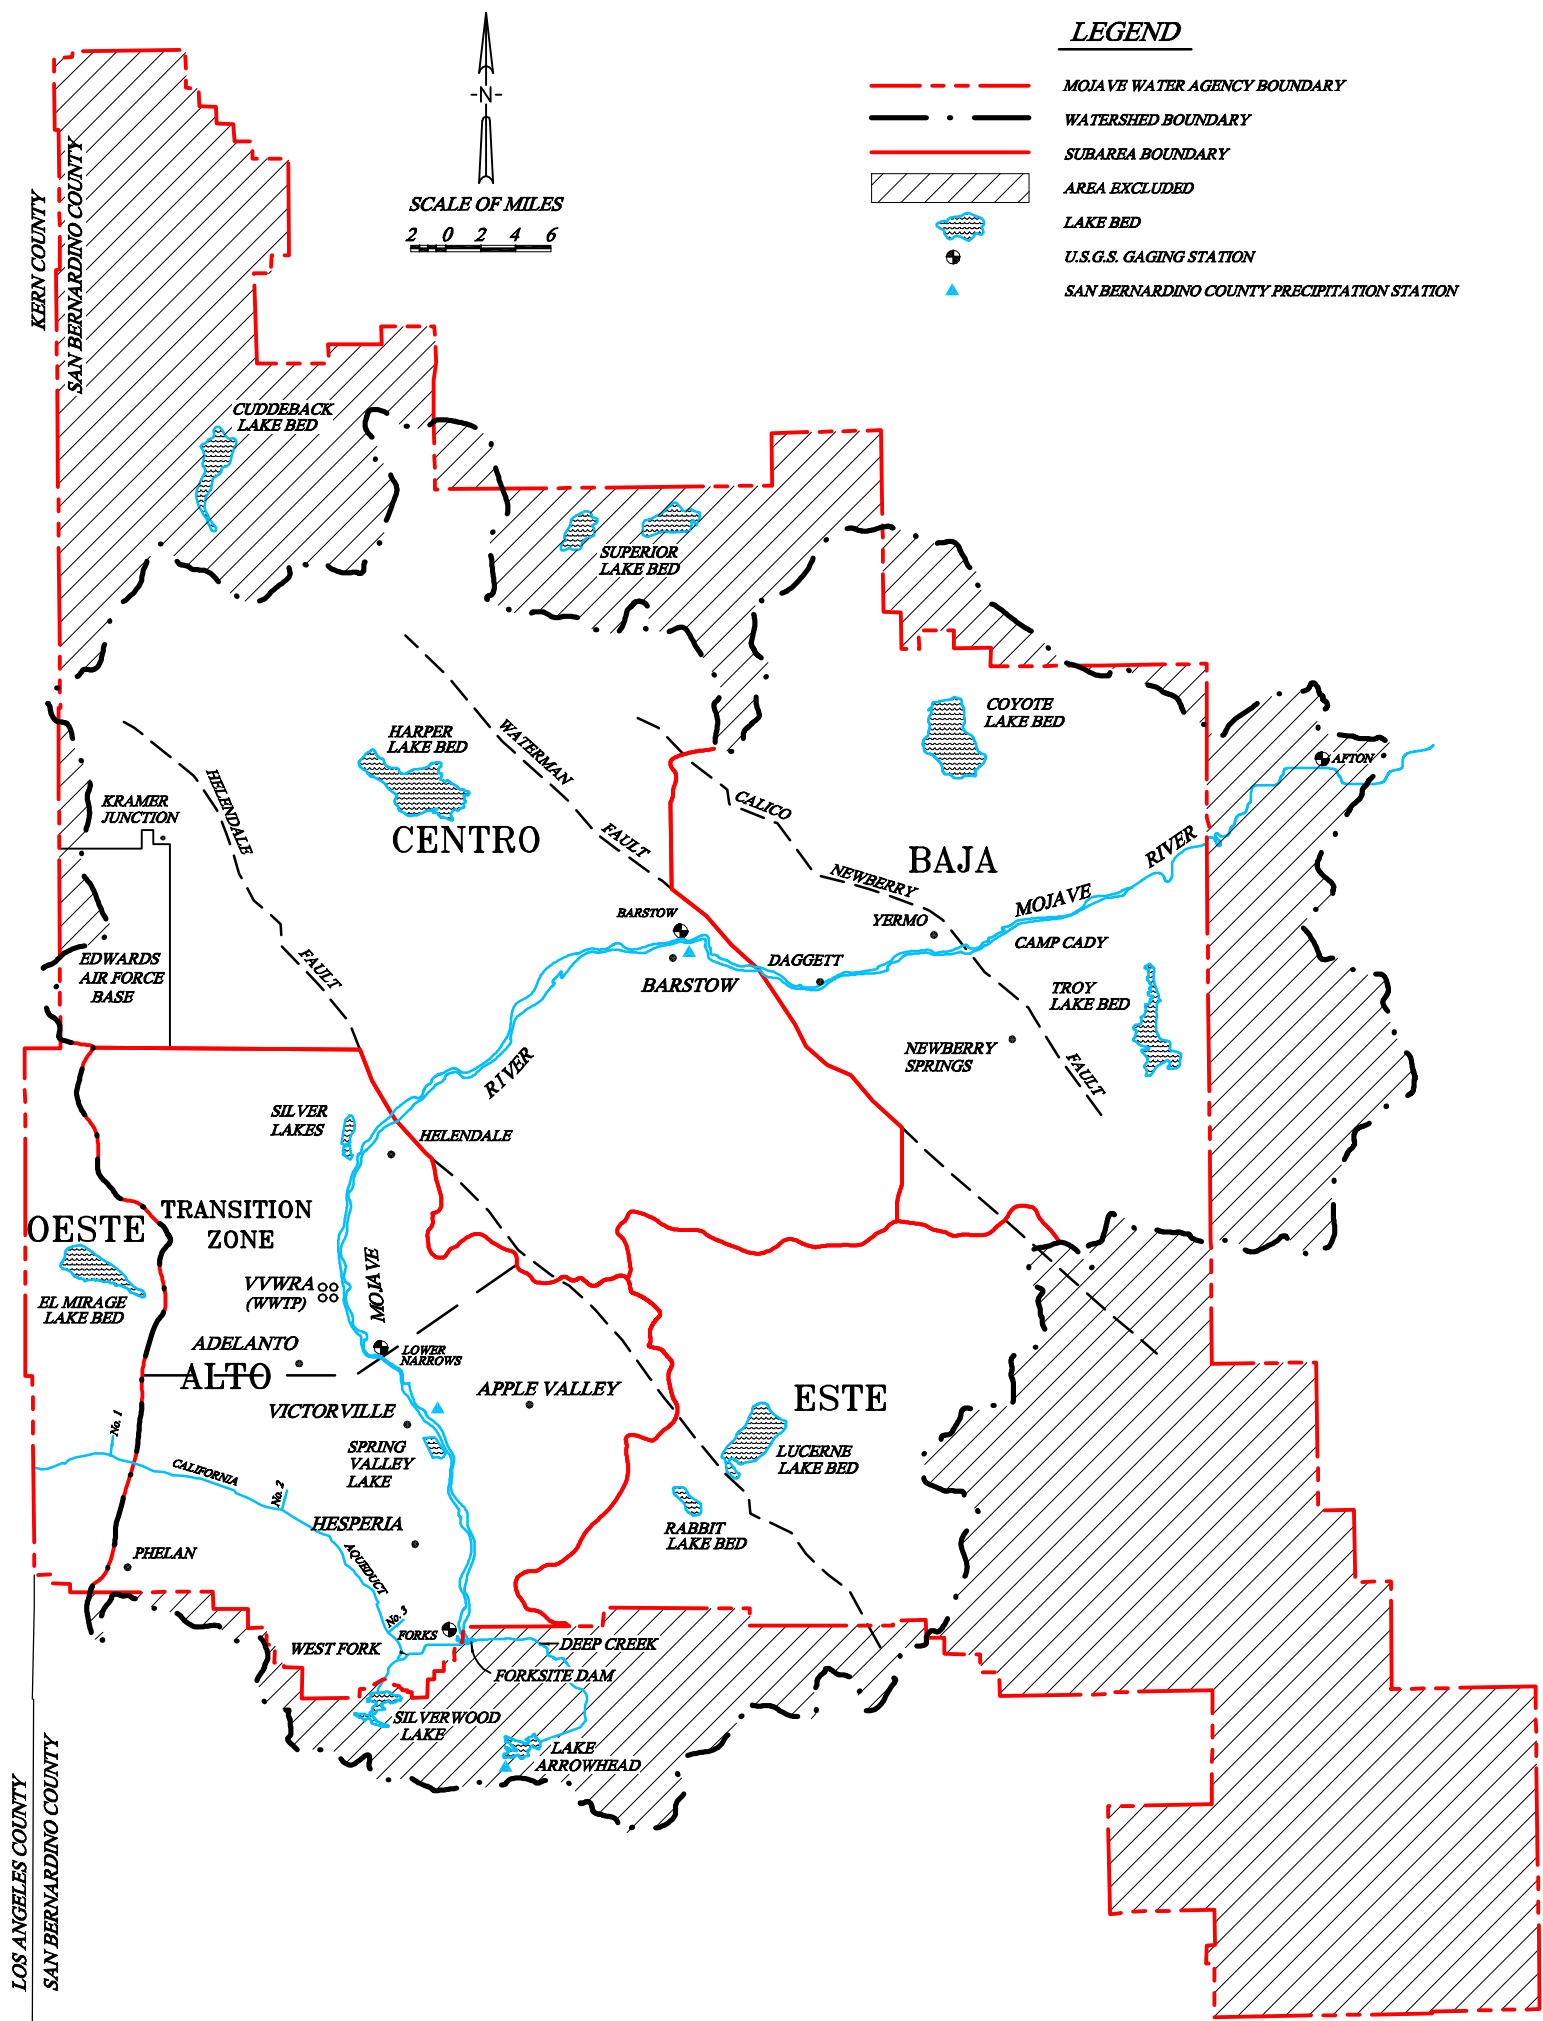 LEGEND
MOJAVE WATER AGENCY BOUNDARY
WATERSHED BOUNDARY
SUBAREA BOUNDARY
AREA EXCLUDED
LAKE BED
U.S.G.S. GAGING STATION
SAN BERNARDINO COUNTY PRECIPITATION STATION
-N-
SCALE OF MILES
2 0 2 4 6
KERN COUNTY
SAN BERNARDINO COUNTY
CUDDEBACK
LAKE BED
SUPERIOR
LAKE BED
COYOTE
LAKE BED
HARPER
LAKE BED
WATERMAN
FAULT
HELENDALE
FAULT
KRAMER
JUNCTION
CENTRO
CALICO
NEWBERRY
FAULT
BAJA
AFTON
MOJAVE
RIVER
BARSTOW
BARSTOW
YERMO
DAGGETT
CAMP CADY
EDWARDS
AIR FORCE
BASE
TROY
LAKE BED
NEWBERRY
SPRINGS
RIVER
SILVER
LAKES
HELENDALE
TRANSITION
ZONE
OESTE
EL MIRAGE
LAKE BED
VVWRA
(WWTP)
MOJAVE
ADELANTO
LOWER
NARROWS
ALTO
APPLE VALLEY
ESTE
VICTORVILLE
SPRING
VALLEY
LAKE
LUCERNE
LAKE BED
No. 1
CALIFORNIA
No. 2
RABBIT
LAKE BED
HESPERIA
AQUEDUCT
PHELAN
No. 3
FORKS
WEST FORK
DEEP CREEK
FORKSITE DAM
SILVERWOOD
LAKE
LAKE
ARROWHEAD
LOS ANGELES COUNTY
SAN BERNARDINO COUNTY